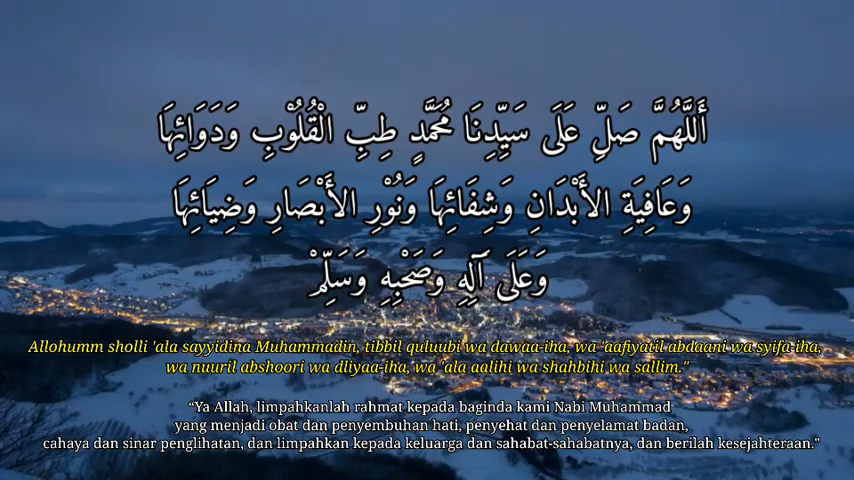 أَللَّهُمَّ صَلِّ عَلَى سَيِّدِنَا مُحَمَّدٍ طِبِّ الْقُلُوْبِ وَدَوَائِهَا
وَعَافِيَةِ الأَبْدَانِ وَشِفَائِهَا وَنُوْرِ الأَبْصَارِ وَضِيَائِهَا
وَعَلَى آلِهِ وَصَحْبِهِ وَسَلِّمْ
Allohumm sholli 'ala sayyidina Muhammadin, tibbil quluubi wa dawaa-iha, wa 'aafiyatil abdaani wa syifa-iha,
wa nuuril abshoori wa dliyaa-iha, wa 'ala aalihi wa shahbihi wa sallim."
“Ya Allah, limpahkanlah rahmat kepada baginda kami Nabi Muhammad
yang menjadi obat dan penyembuhan hati, penyehat dan penyelamat badan,
cahaya dan sinar penglihatan, dan limpahkan kepada keluarga dan sahabat-sahabatnya, dan berilah kesejahteraan."